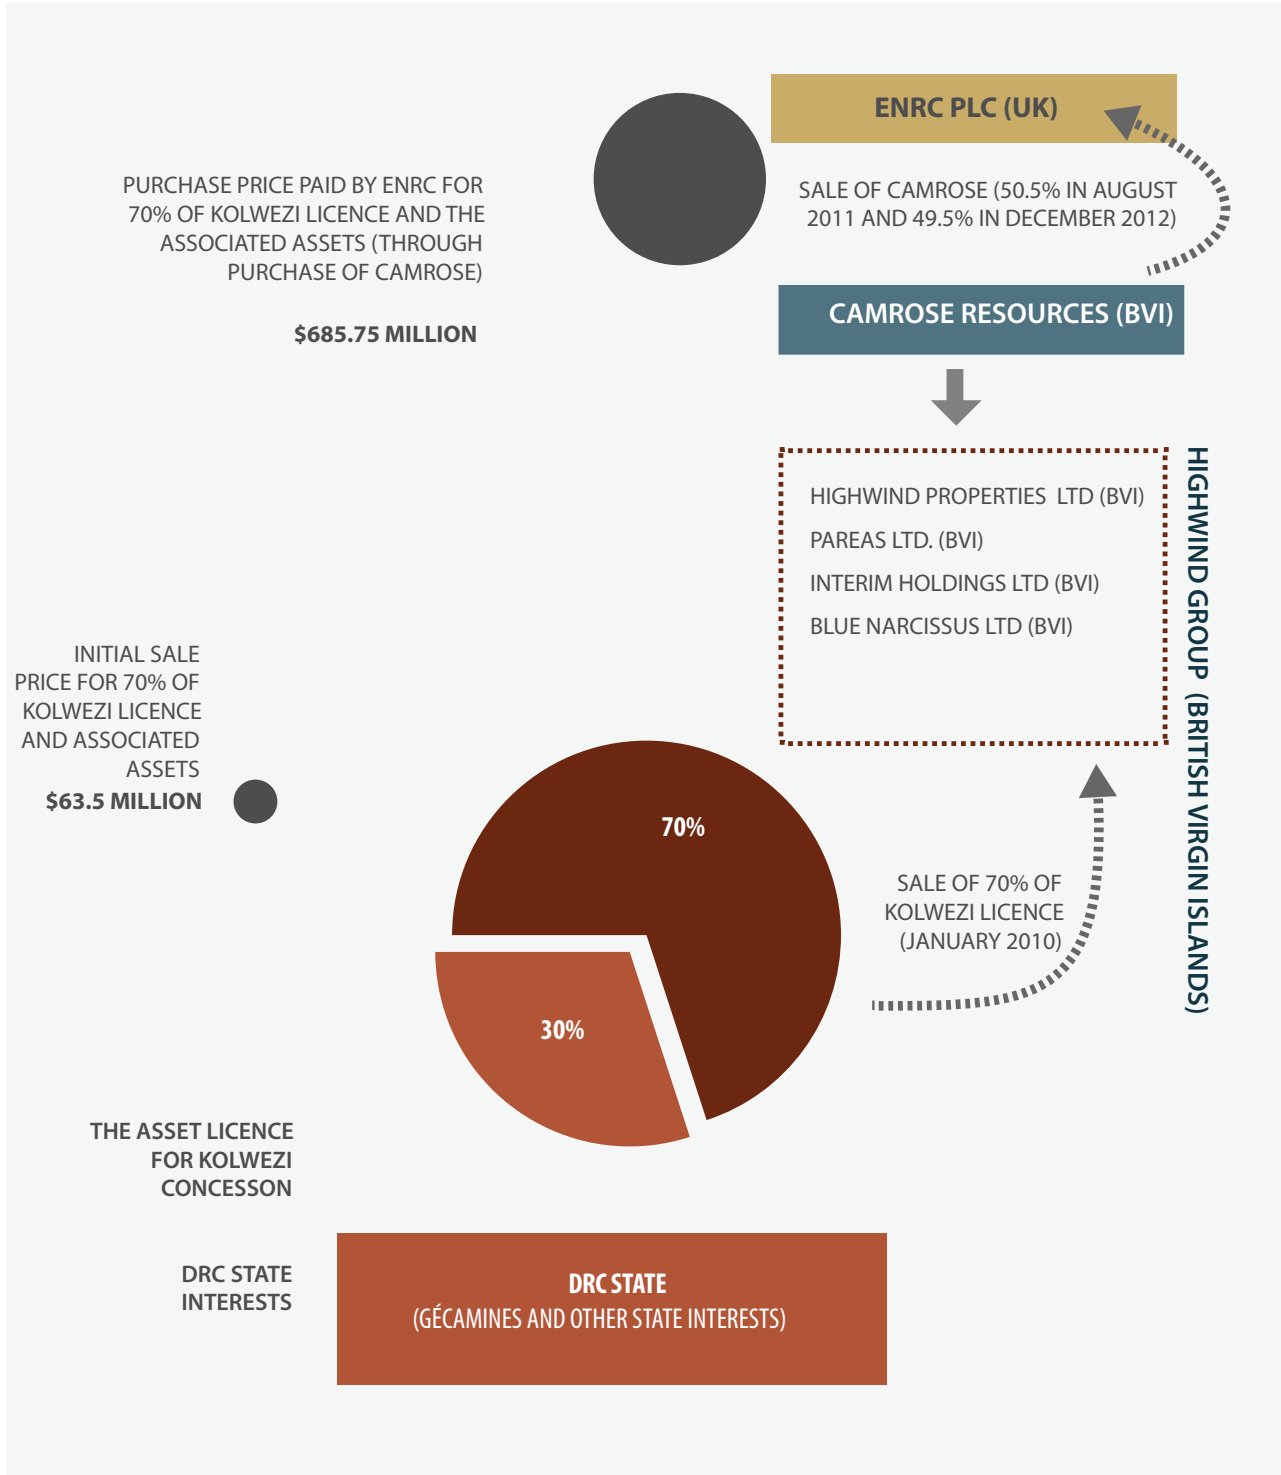 ENRC PLC (UK)
PURCHASE PRICE PAID BY ENRC FOR
70% OF KOLWEZI LICENCE AND THE
ASSOCIATED ASSETS (THROUGH
PURCHASE OF CAMROSE)
$685.75 MILLION
SALE OF CAMROSE (50.5% IN AUGUST
2011 AND 49.5% IN DECEMBER 2012)
CAMROSE RESOURCES (BVI)
HIGHWIND PROPERTIES LTD (BVI)
PAREAS LTD. (BVI)
INTERIM HOLDINGS LTD (BVI)
BLUE NARCISSUS LTD (BVI)
HIGHWIND GROUP (BRITISH VIRGIN ISLANDS)
INITIAL SALE
PRICE FOR 70% OF
KOLWEZI LICENCE
AND ASSOCIATED
ASSETS
$63.5 MILLION
70%
SALE OF 70% OF
KOLWEZI LICENCE
(JANUARY 2010)
30%
THE ASSET LICENCE
FOR KOLWEZI
CONCESSON
DRC STATE
INTERESTS
DRC STATE
(GÉCAMINES AND OTHER STATE INTERESTS)